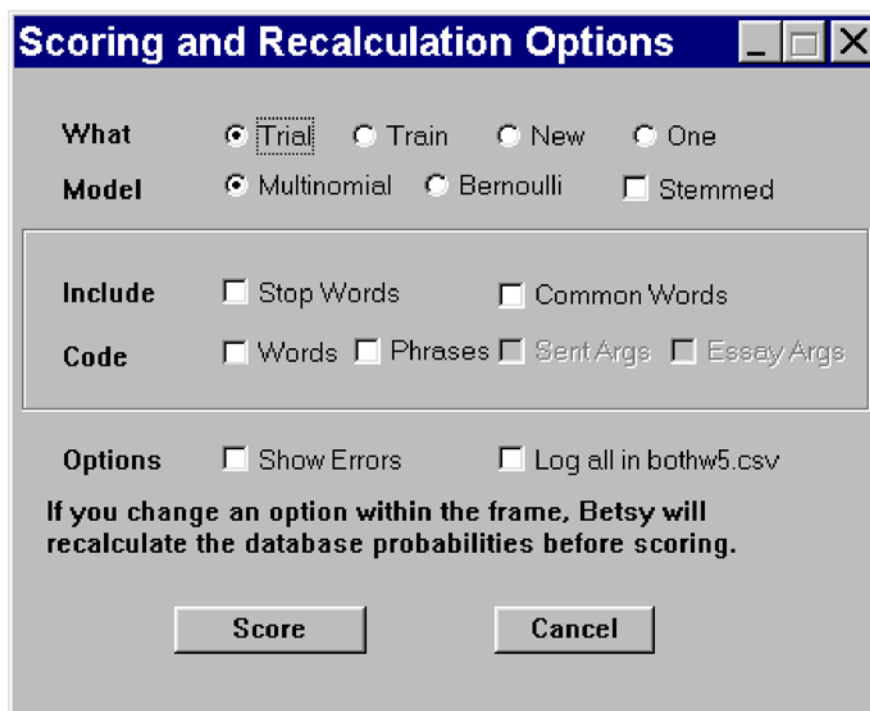 Scoring and Recalculation Options
What Trial Train New One
Model Multinomial Bernoulli Stemmed
Include Stop Words Common Words
Code Words Phrases Sent Args Essay Args
Options Show Errors Log all in bothw5.csv
If you change an option within the frame, Betsy will
recalculate the database probabilities before scoring.
Score Cancel